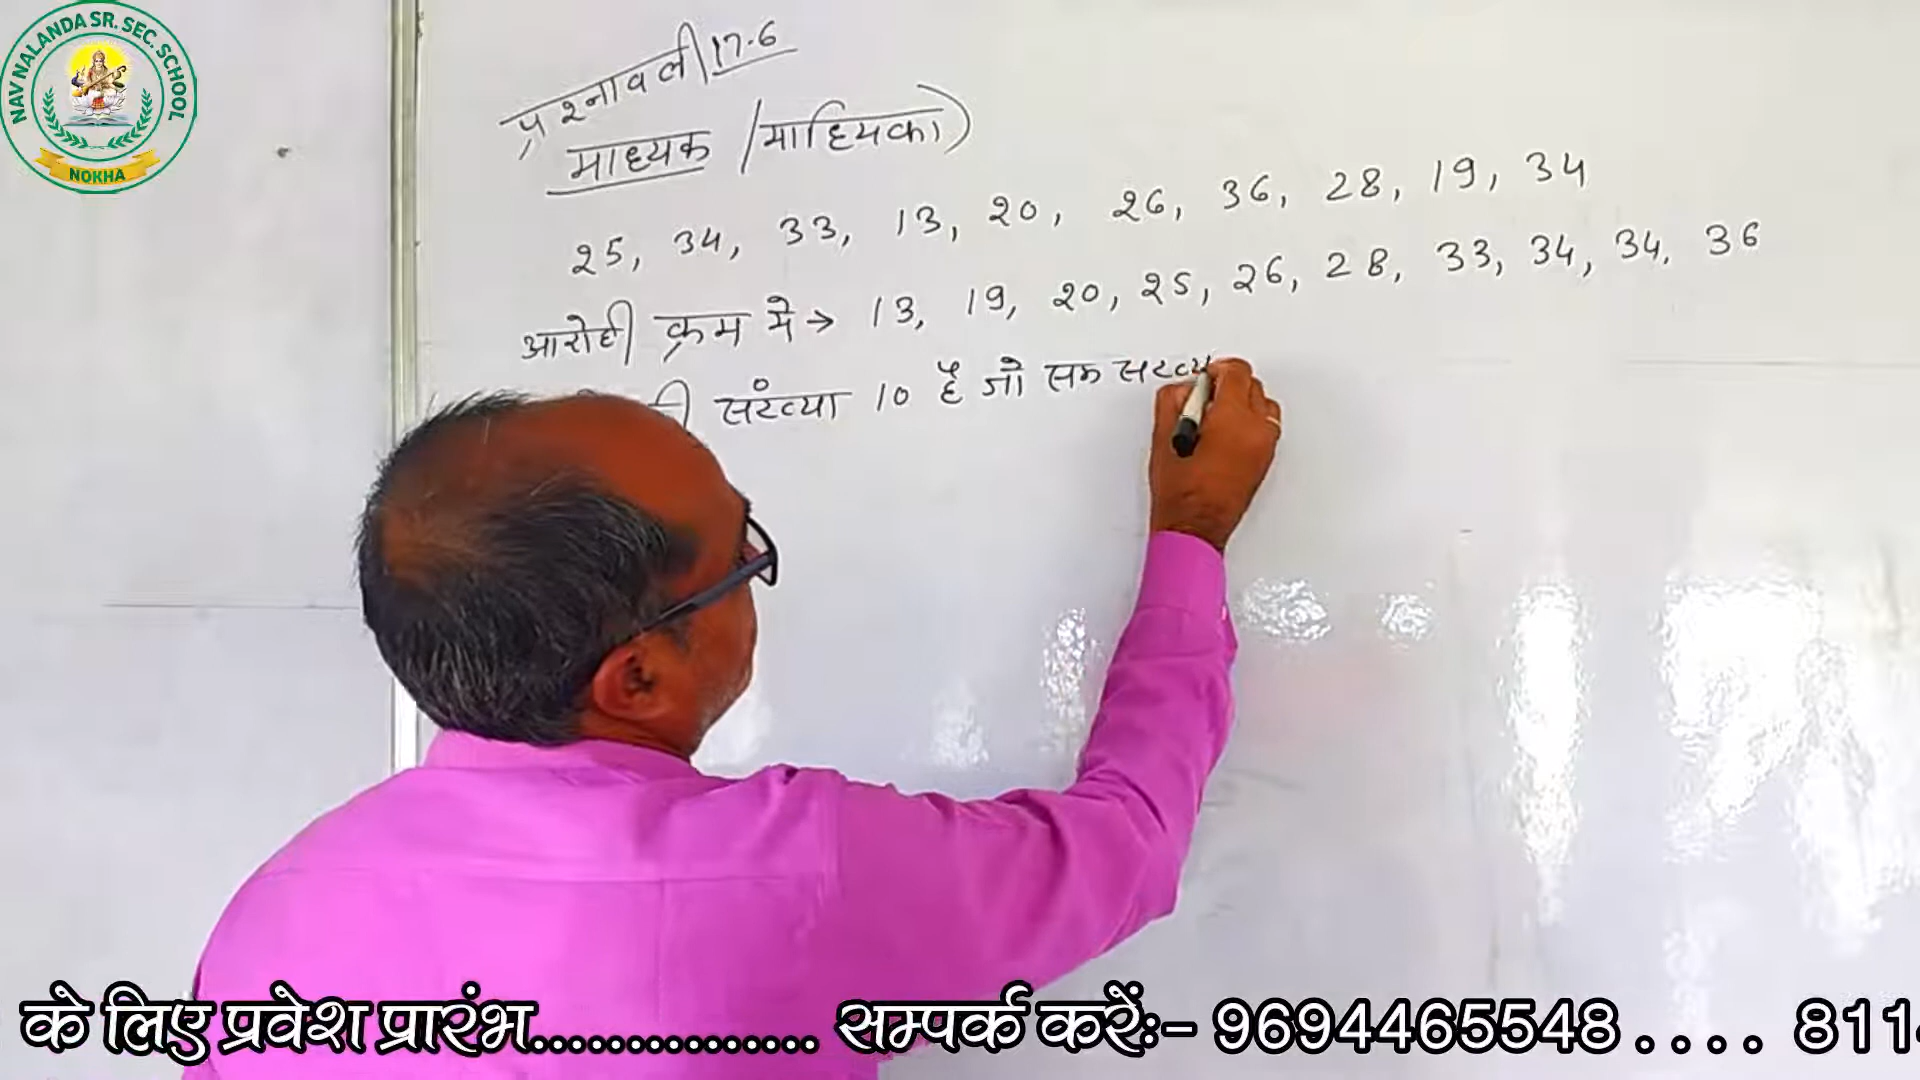 NAV NALANDA SR. SEC. SCHOOL
NOKHA
प्रश्नावली 17.6
माध्यक /माध्यिका)
25, 34, 33, 13, 20, 26, 36, 28, 19, 34
आरोही क्रम मे → 13, 19, 20, 25, 26, 28, 33, 34, 34, 36
संख्या 10 है जो सम संख्य
के लिए प्रवेश प्रारंभ............... सम्पर्क करें:- 9694465548 .... 811